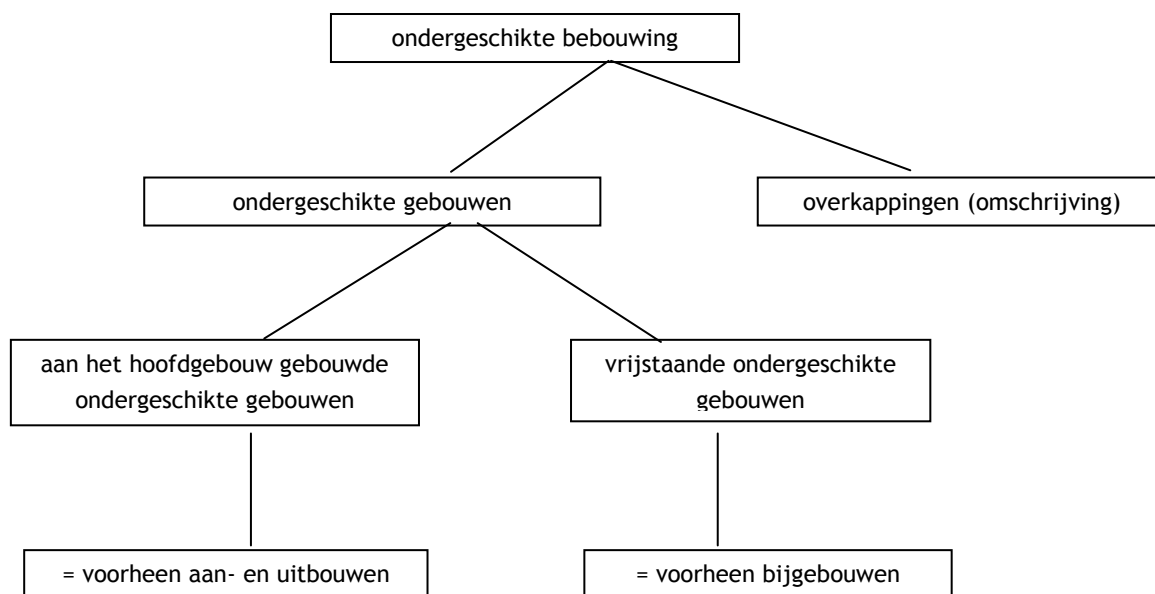 ondergeschikte bebouwing
ondergeschikte gebouwen
overkappingen (omschrijving)
aan het hoofdgebouw gebouwde
ondergeschikte gebouwen
vrijstaande ondergeschikte
gebouwen
= voorheen aan- en uitbouwen
= voorheen bijgebouwen